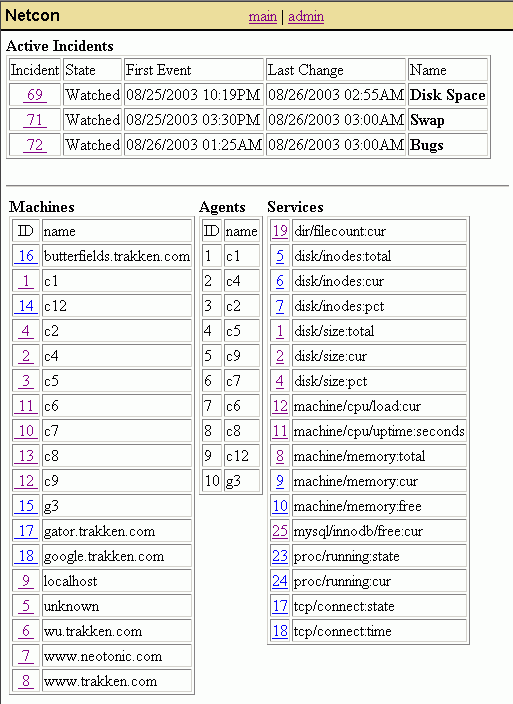 Netcon main | admin
Active Incidents
Incident State First Event Last Change Name
69 Watched 08/25/2003 10:19PM 08/26/2003 02:55AM Disk Space
71 Watched 08/25/2003 03:30PM 08/26/2003 03:00AM Swap
72 Watched 08/26/2003 01:25AM 08/26/2003 03:00AM Bugs
Machines
ID name
16 butterfields.trakken.com
1 c1
14 c12
4 c2
2 c4
3 c5
11 c6
10 c7
13 c8
12 c9
15 g3
17 gator.trakken.com
18 google.trakken.com
9 localhost
5 unknown
6 wu.trakken.com
7 www.neotonic.com
8 www.trakken.com
Agents
ID name
1 c1
2 c4
3 c2
4 c5
5 c9
6 c7
7 c6
8 c8
9 c12
10 g3
Services
19 dir/filecount:cur
5 disk/inodes:total
6 disk/inodes:cur
7 disk/inodes:pct
1 disk/size:total
2 disk/size:cur
4 disk/size:pct
12 machine/cpu/load:cur
11 machine/cpu/uptime:seconds
8 machine/memory:total
9 machine/memory:cur
10 machine/memory:free
25 mysql/innodb/free:cur
23 proc/running:state
24 proc/running:cur
17 tcp/connect:state
18 tcp/connect:time